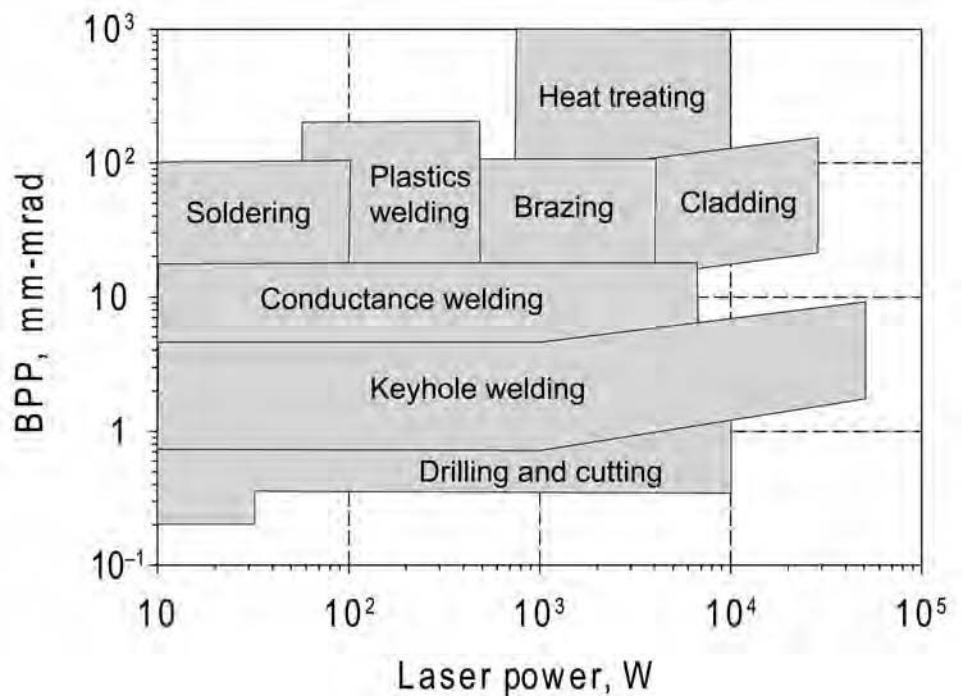 10³
Heat treating
10²
Plastics
welding
Soldering
Brazing
Cladding
10
Conductance welding
Keyhole welding
1
Drilling and cutting
10⁻¹
10
10²
10³
10⁴
10⁵
BPP, mm-mrad
Laser power, W